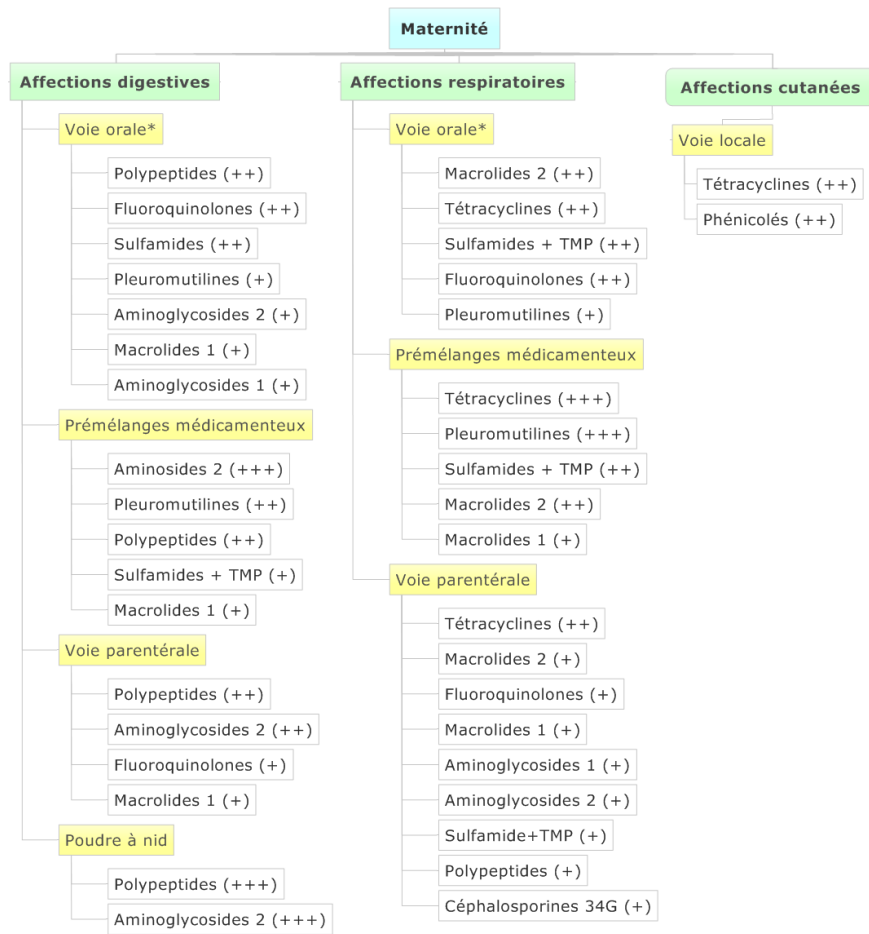 Maternité
Affections digestives
Voie orale*
Polypeptides (++)
Fluoroquinolones (++)
Sulfamides (++)
Pleuromutilines (+)
Aminoglycosides 2 (+)
Macrolides 1 (+)
Aminoglycosides 1 (+)
Prémélanges médicamenteux
Aminosides 2 (+++)
Pleuromutilines (++)
Polypeptides (++)
Sulfamides + TMP (+)
Macrolides 1 (+)
Voie parentérale
Polypeptides (++)
Aminoglycosides 2 (++)
Fluoroquinolones (+)
Macrolides 1 (+)
Poudre à nid
Polypeptides (+++)
Aminoglycosides 2 (+++)
Affections respiratoires
Voie orale*
Macrolides 2 (++)
Tétracyclines (++)
Sulfamides + TMP (++)
Fluoroquinolones (++)
Pleuromutilines (+)
Prémélanges médicamenteux
Tétracyclines (+++)
Pleuromutilines (+++)
Sulfamides + TMP (++)
Macrolides 2 (++)
Macrolides 1 (+)
Voie parentérale
Tétracyclines (++)
Macrolides 2 (+)
Fluoroquinolones (+)
Macrolides 1 (+)
Aminoglycosides 1 (+)
Aminoglycosides 2 (+)
Sulfamide+TMP (+)
Polypeptides (+)
Céphalosporines 34G (+)
Affections cutanées
Voie locale
Tétracyclines (++)
Phénicolés (++)